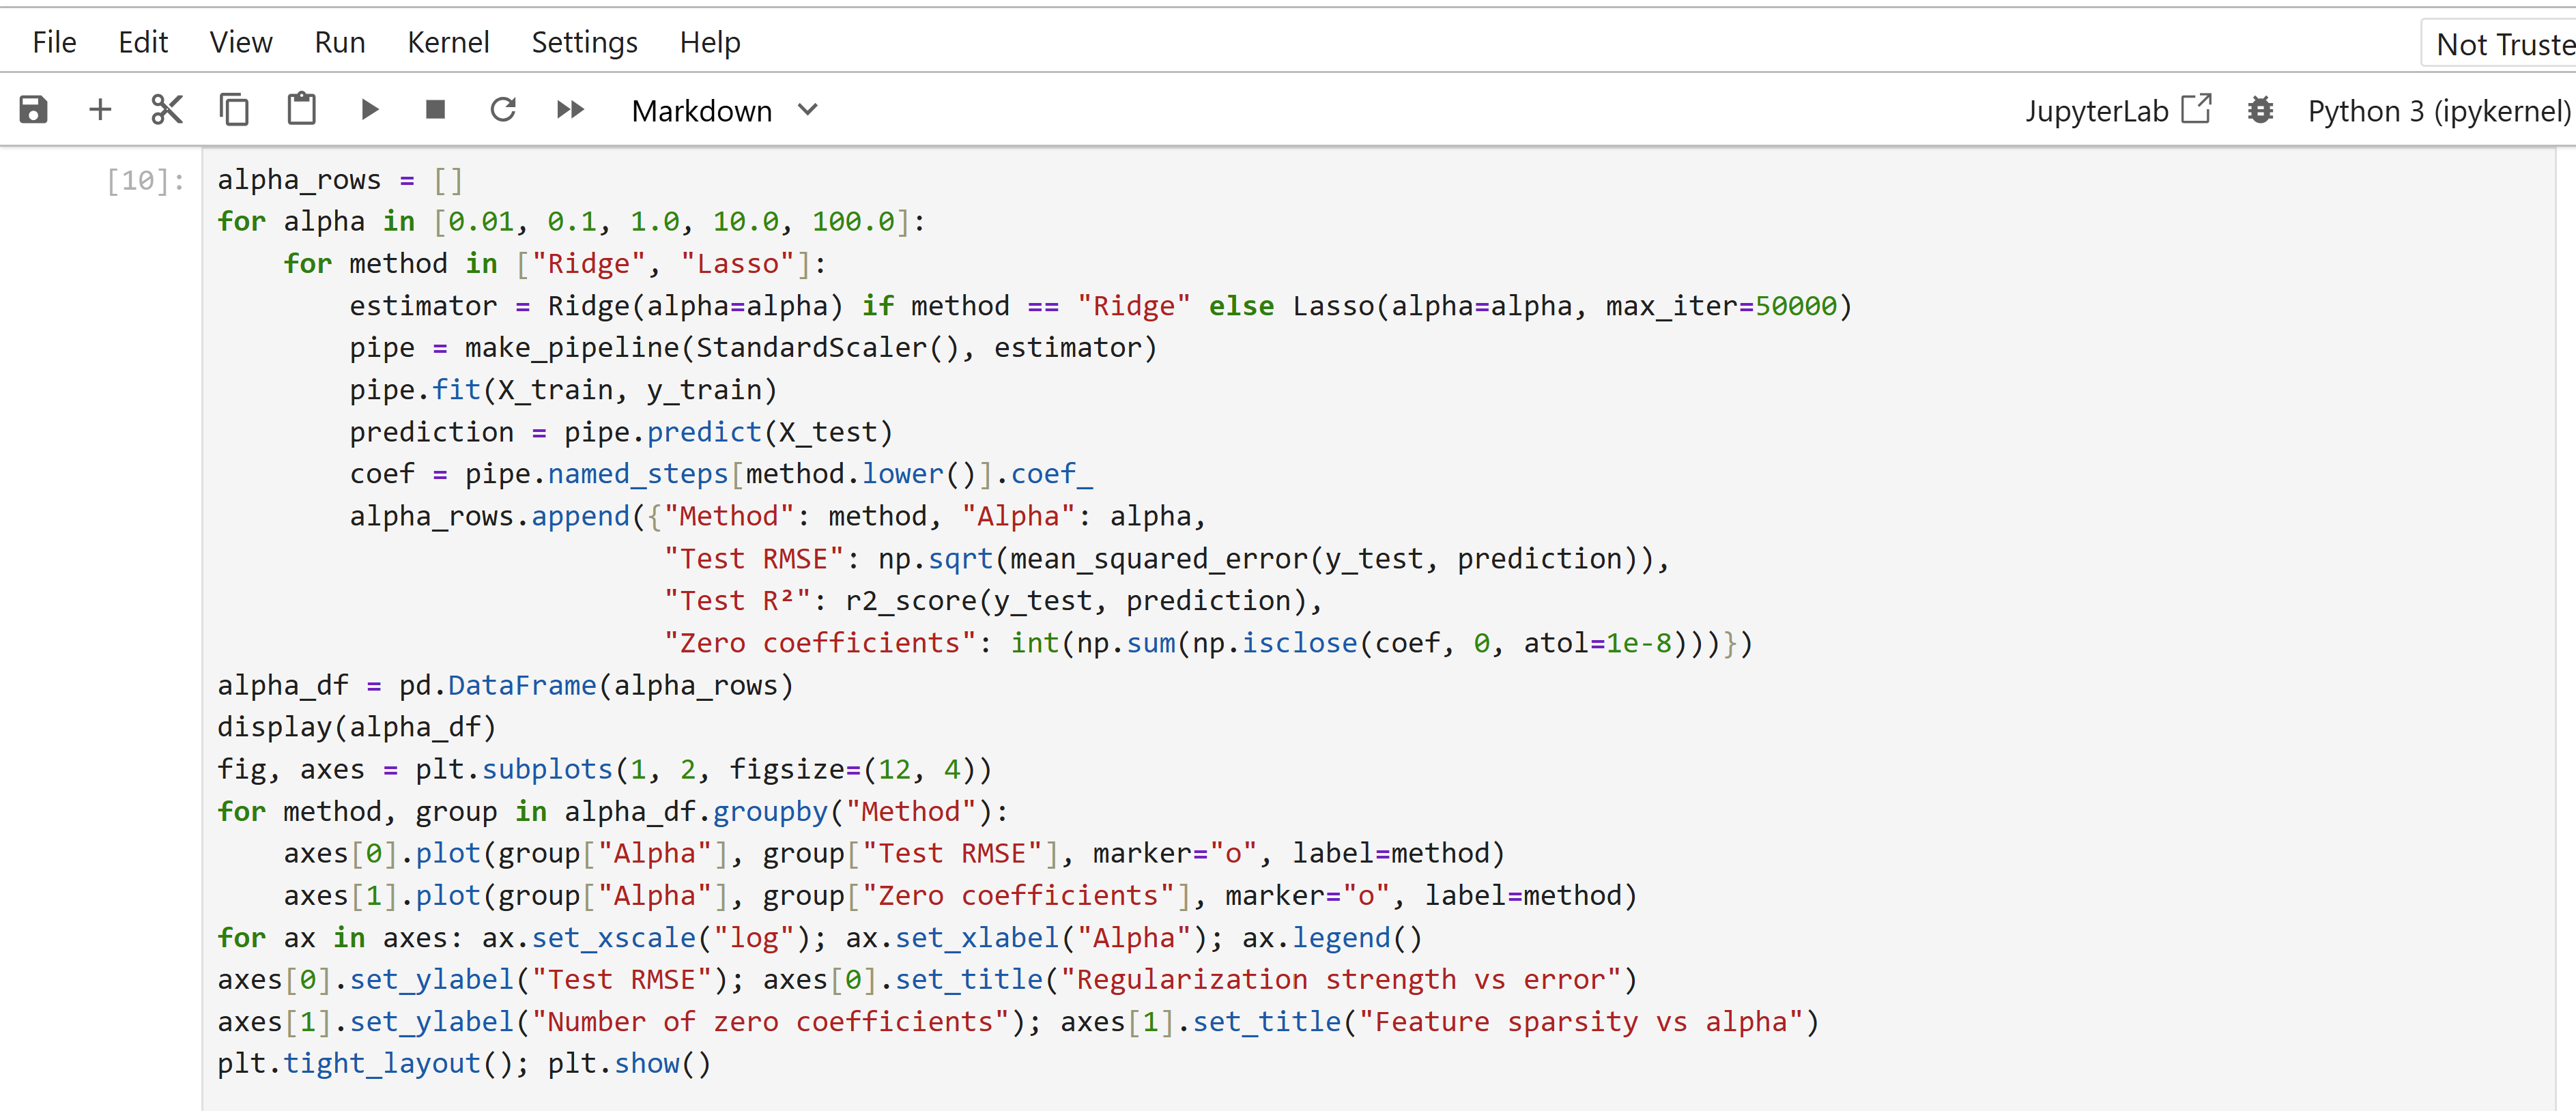 File Edit View Run Kernel Settings Help
Not Truste
Markdown
JupyterLab
Python 3 (ipykernel)
[10]:
alpha_rows = []
for alpha in [0.01, 0.1, 1.0, 10.0, 100.0]:
    for method in ["Ridge", "Lasso"]:
        estimator = Ridge(alpha=alpha) if method == "Ridge" else Lasso(alpha=alpha, max_iter=50000)
        pipe = make_pipeline(StandardScaler(), estimator)
        pipe.fit(X_train, y_train)
        prediction = pipe.predict(X_test)
        coef = pipe.named_steps[method.lower()].coef_
        alpha_rows.append({"Method": method, "Alpha": alpha,
                           "Test RMSE": np.sqrt(mean_squared_error(y_test, prediction)),
                           "Test R²": r2_score(y_test, prediction),
                           "Zero coefficients": int(np.sum(np.isclose(coef, 0, atol=1e-8)))})
alpha_df = pd.DataFrame(alpha_rows)
display(alpha_df)
fig, axes = plt.subplots(1, 2, figsize=(12, 4))
for method, group in alpha_df.groupby("Method"):
    axes[0].plot(group["Alpha"], group["Test RMSE"], marker="o", label=method)
    axes[1].plot(group["Alpha"], group["Zero coefficients"], marker="o", label=method)
for ax in axes: ax.set_xscale("log"); ax.set_xlabel("Alpha"); ax.legend()
axes[0].set_ylabel("Test RMSE"); axes[0].set_title("Regularization strength vs error")
axes[1].set_ylabel("Number of zero coefficients"); axes[1].set_title("Feature sparsity vs alpha")
plt.tight_layout(); plt.show()